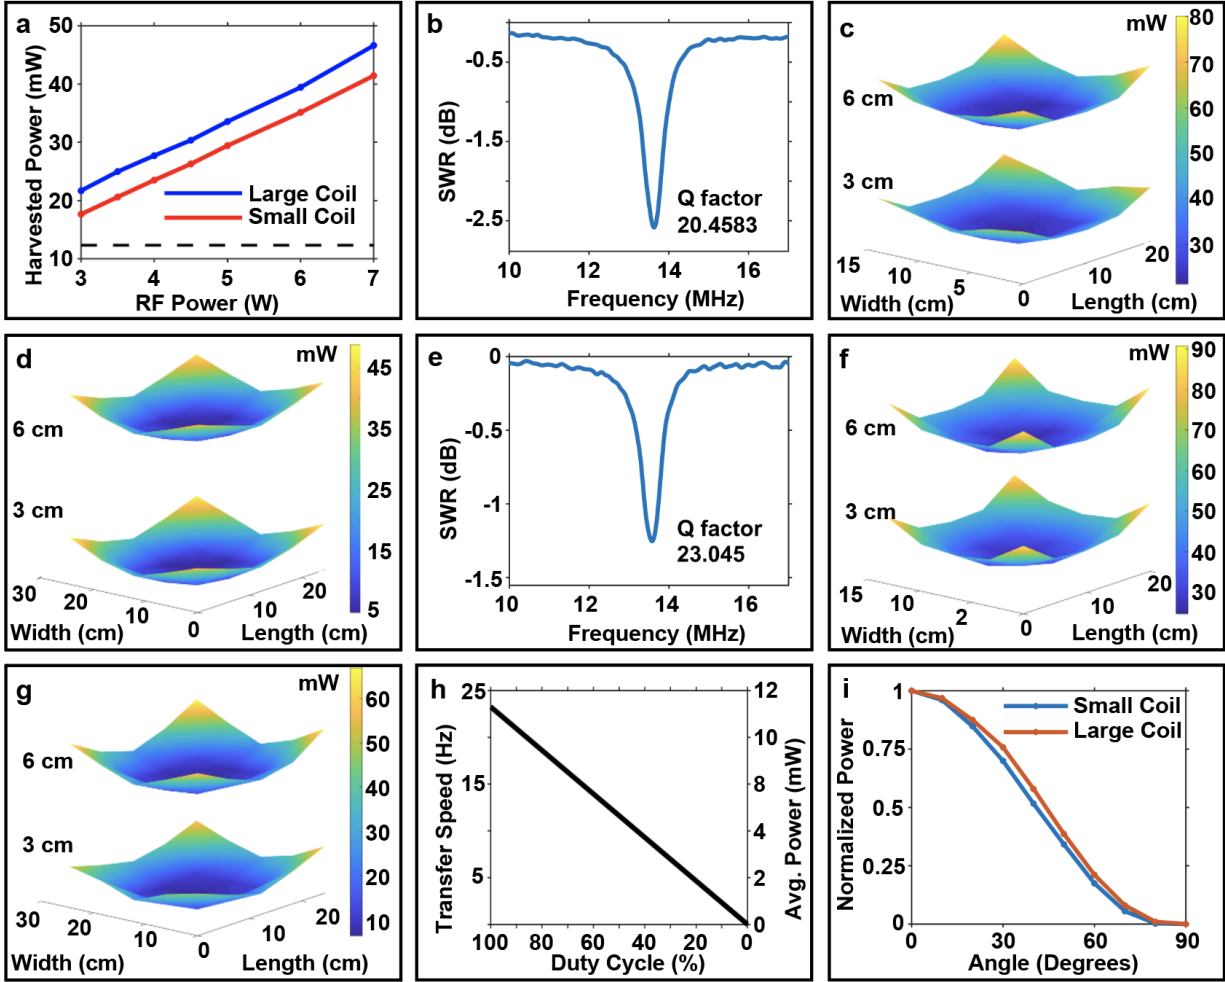 a
50
40
30
20
10
Harvested Power (mW)
Large Coil
Small Coil
3
4
5
6
7
RF Power (W)
b
-0.5
-1.5
-2.5
SWR (dB)
Q factor
20.4583
10
12
14
16
Frequency (MHz)
c
mW
80
70
60
50
40
30
6 cm
3 cm
15
10
5
0
10
20
Width (cm)
Length (cm)
d
mW
45
35
25
15
5
6 cm
3 cm
30
20
10
0
10
20
Width (cm)
Length (cm)
e
0
-0.5
-1
-1.5
SWR (dB)
Q factor
23.045
10
12
14
16
Frequency (MHz)
f
mW
90
80
70
60
50
40
30
6 cm
3 cm
15
10
2
0
10
20
Width (cm)
Length (cm)
g
mW
60
50
40
30
20
10
6 cm
3 cm
30
20
10
0
10
20
Width (cm)
Length (cm)
h
25
15
5
Transfer Speed (Hz)
12
10
8
6
4
2
0
Avg. Power (mW)
100
80
60
40
20
0
Duty Cycle (%)
i
1
0.75
0.5
0.25
0
Normalized Power
Small Coil
Large Coil
0
30
60
90
Angle (Degrees)